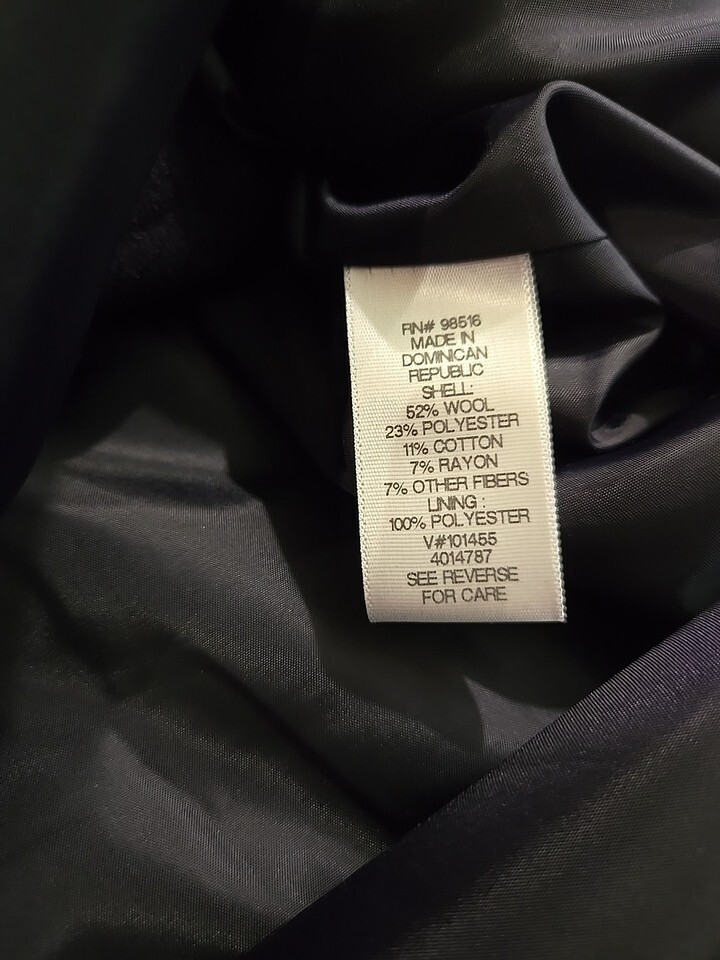 RN# 98516
MADE IN
DOMINICAN
REPUBLIC
SHELL:
52% WOOL
23% POLYESTER
11% COTTON
7% RAYON
7% OTHER FIBERS
LINING :
100% POLYESTER
V#101455
4014787
SEE REVERSE
FOR CARE